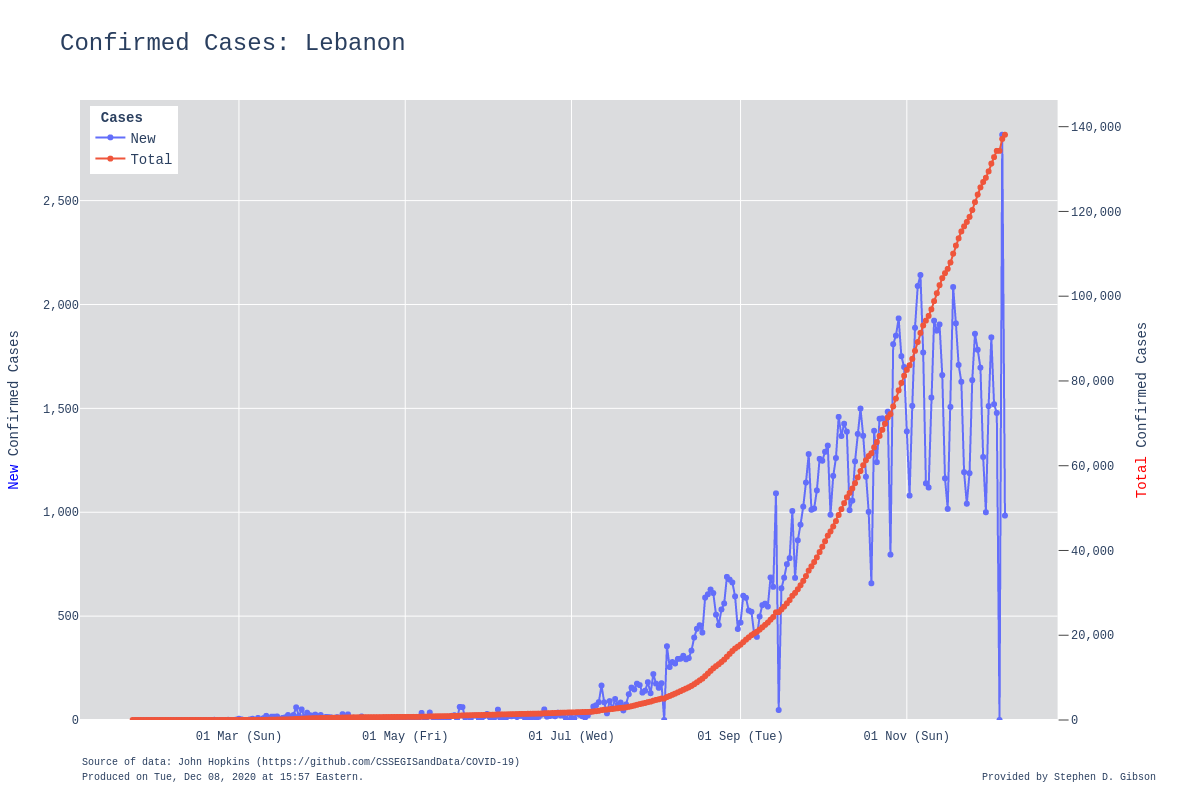 Confirmed Cases: Lebanon
Cases
New
Total
2,500
2,000
1,500
1,000
500
0
140,000
120,000
100,000
80,000
60,000
40,000
20,000
0
New Confirmed Cases
Total Confirmed Cases
01 Mar (Sun)
01 May (Fri)
01 Jul (Wed)
01 Sep (Tue)
01 Nov (Sun)
Source of data: John Hopkins (https://github.com/CSSEGISandData/COVID-19)
Produced on Tue, Dec 08, 2020 at 15:57 Eastern.
Provided by Stephen D. Gibson